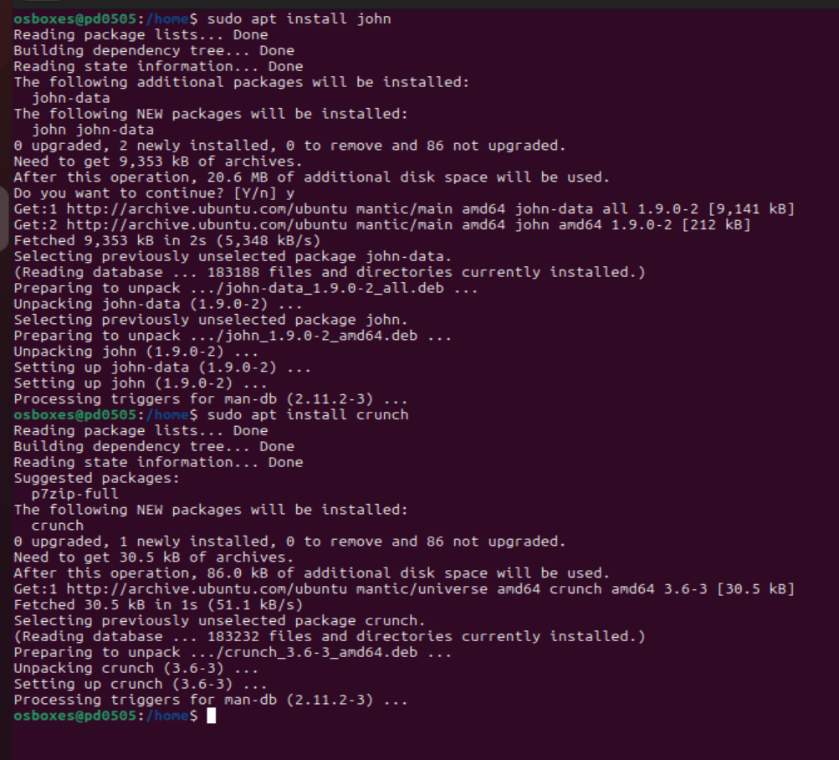 osboxes@pd0505:/home$ sudo apt install john
Reading package lists... Done
Building dependency tree... Done
Reading state information... Done
The following additional packages will be installed:
  john-data
The following NEW packages will be installed:
  john john-data
0 upgraded, 2 newly installed, 0 to remove and 86 not upgraded.
Need to get 9,353 kB of archives.
After this operation, 20.6 MB of additional disk space will be used.
Do you want to continue? [Y/n] y
Get:1 http://archive.ubuntu.com/ubuntu mantic/main amd64 john-data all 1.9.0-2 [9,141 kB]
Get:2 http://archive.ubuntu.com/ubuntu mantic/main amd64 john amd64 1.9.0-2 [212 kB]
Fetched 9,353 kB in 2s (5,348 kB/s)
Selecting previously unselected package john-data.
(Reading database ... 183188 files and directories currently installed.)
Preparing to unpack .../john-data_1.9.0-2_all.deb ...
Unpacking john-data (1.9.0-2) ...
Selecting previously unselected package john.
Preparing to unpack .../john_1.9.0-2_amd64.deb ...
Unpacking john (1.9.0-2) ...
Setting up john-data (1.9.0-2) ...
Setting up john (1.9.0-2) ...
Processing triggers for man-db (2.11.2-3) ...
osboxes@pd0505:/home$ sudo apt install crunch
Reading package lists... Done
Building dependency tree... Done
Reading state information... Done
Suggested packages:
  p7zip-full
The following NEW packages will be installed:
  crunch
0 upgraded, 1 newly installed, 0 to remove and 86 not upgraded.
Need to get 30.5 kB of archives.
After this operation, 86.0 kB of additional disk space will be used.
Get:1 http://archive.ubuntu.com/ubuntu mantic/universe amd64 crunch amd64 3.6-3 [30.5 kB]
Fetched 30.5 kB in 1s (51.1 kB/s)
Selecting previously unselected package crunch.
(Reading database ... 183232 files and directories currently installed.)
Preparing to unpack .../crunch_3.6-3_amd64.deb ...
Unpacking crunch (3.6-3) ...
Setting up crunch (3.6-3) ...
Processing triggers for man-db (2.11.2-3) ...
osboxes@pd0505:/home$